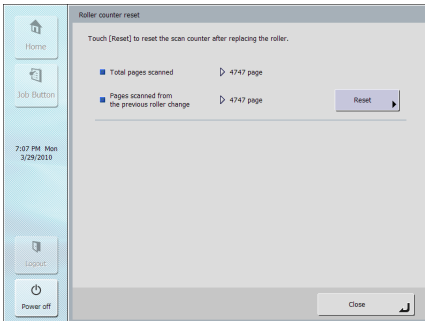 Roller counter reset
Home
Touch [Reset] to reset the scan counter after replacing the roller.
Total pages scanned 4747 page
Job Button
Pages scanned from
the previous roller change 4747 page
Reset
7:07 PM Mon
3/29/2010
Logout
Power off
Close